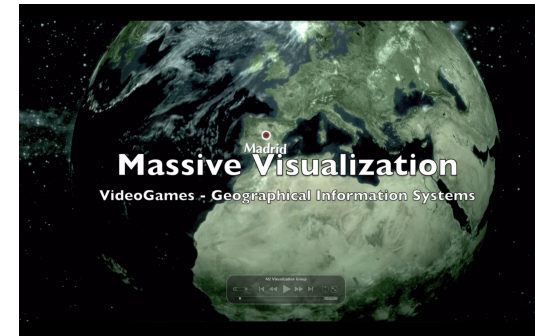 Madrid
Massive Visualization
VideoGames - Geographical Information Systems